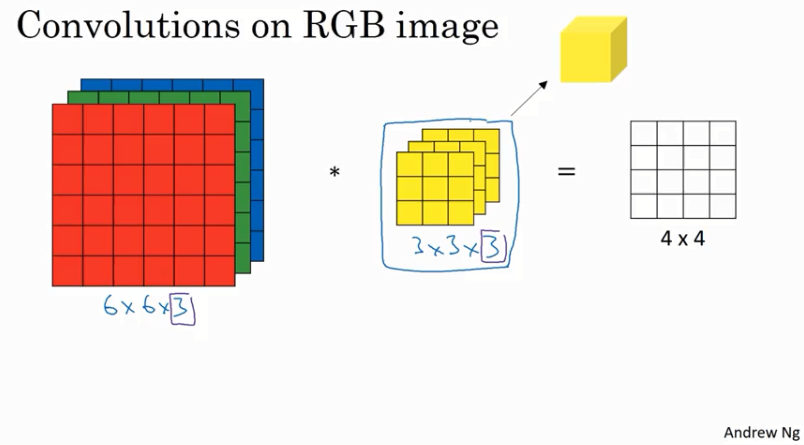 Convolutions on RGB image
*
=
3 x 3 x 3
4 x 4
6 x 6 x 3
Andrew Ng